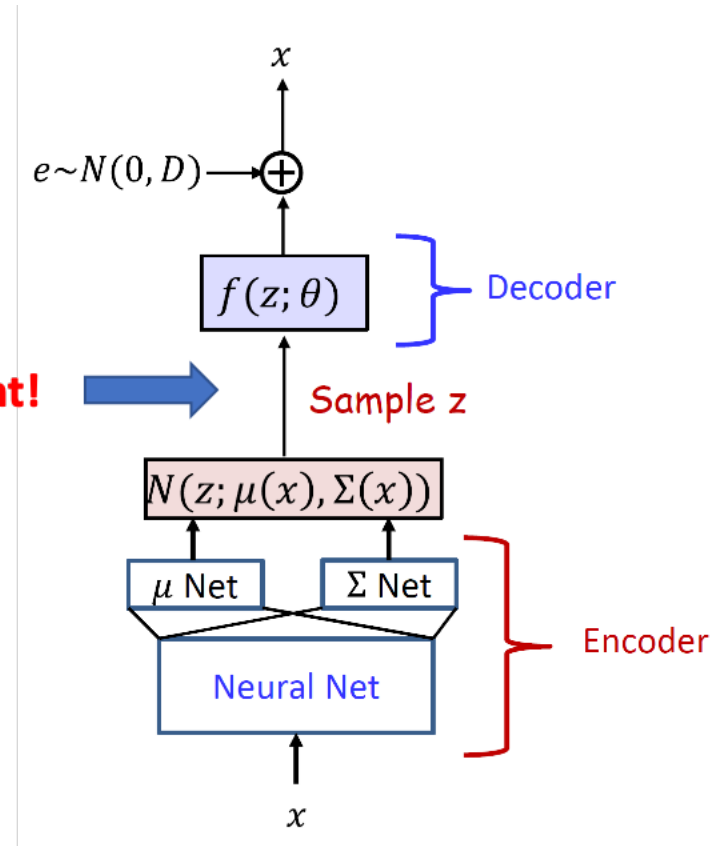 x
e~N(0, D)
+
f(z; θ)
Decoder
Sample z
N(z; μ(x), Σ(x))
μ Net
Σ Net
Encoder
Neural Net
x